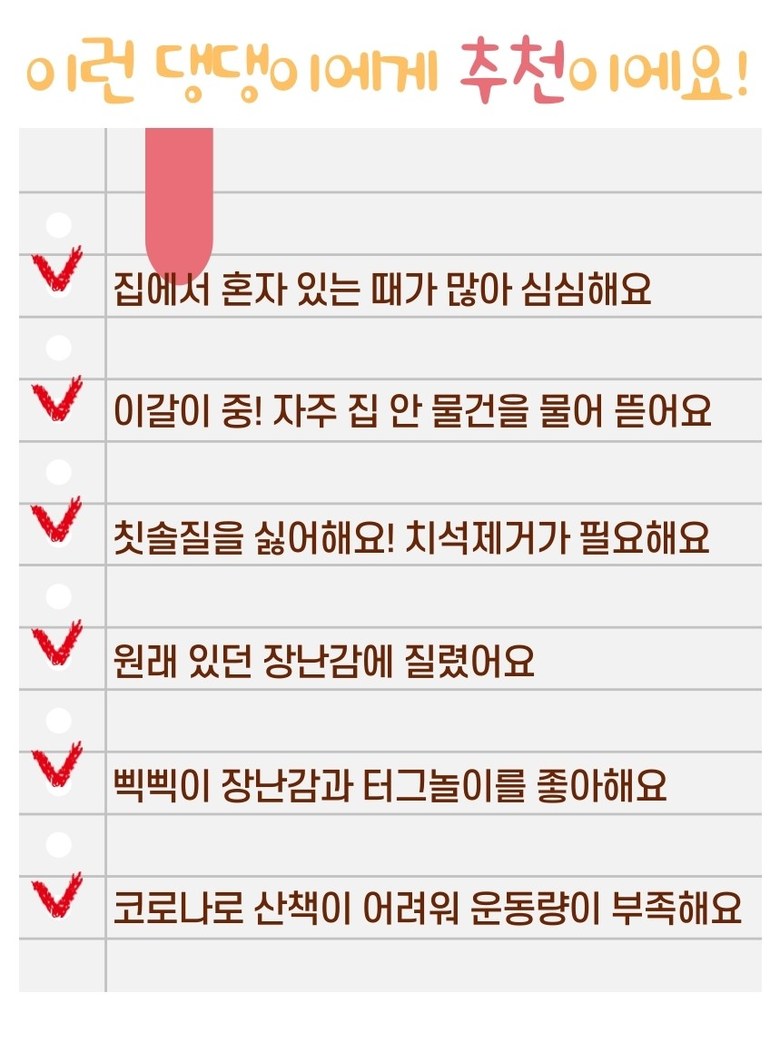 이런 댕댕이에게 추천이에요!
집에서 혼자 있는 때가 많아 심심해요
이갈이 중! 자주 집 안 물건을 물어 뜯어요
칫솔질을 싫어해요! 치석제거가 필요해요
원래 있던 장난감에 질렸어요
삑삑이 장난감과 터그놀이를 좋아해요
코로나로 산책이 어려워 운동량이 부족해요